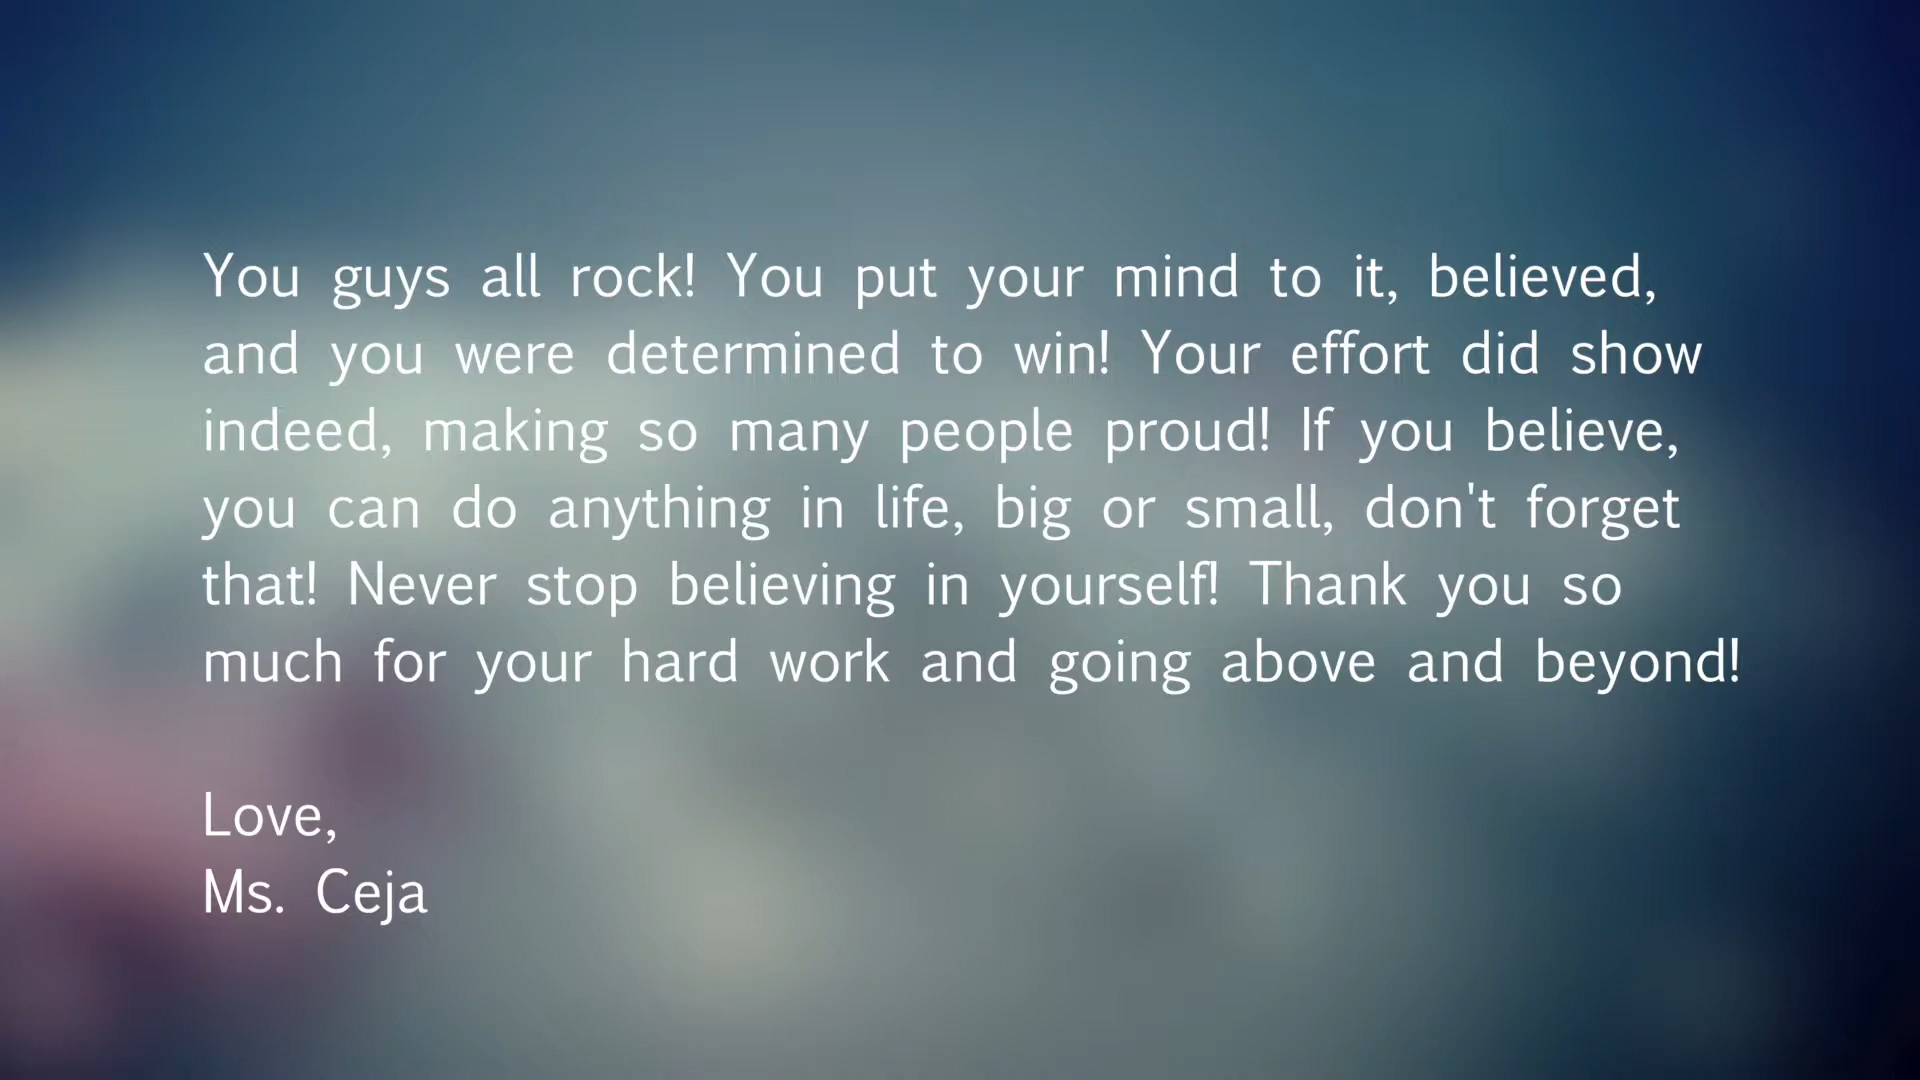 You guys all rock! You put your mind to it, believed,
and you were determined to win! Your effort did show
indeed, making so many people proud! If you believe,
you can do anything in life, big or small, don't forget
that! Never stop believing in yourself! Thank you so
much for your hard work and going above and beyond!
Love,
Ms. Ceja